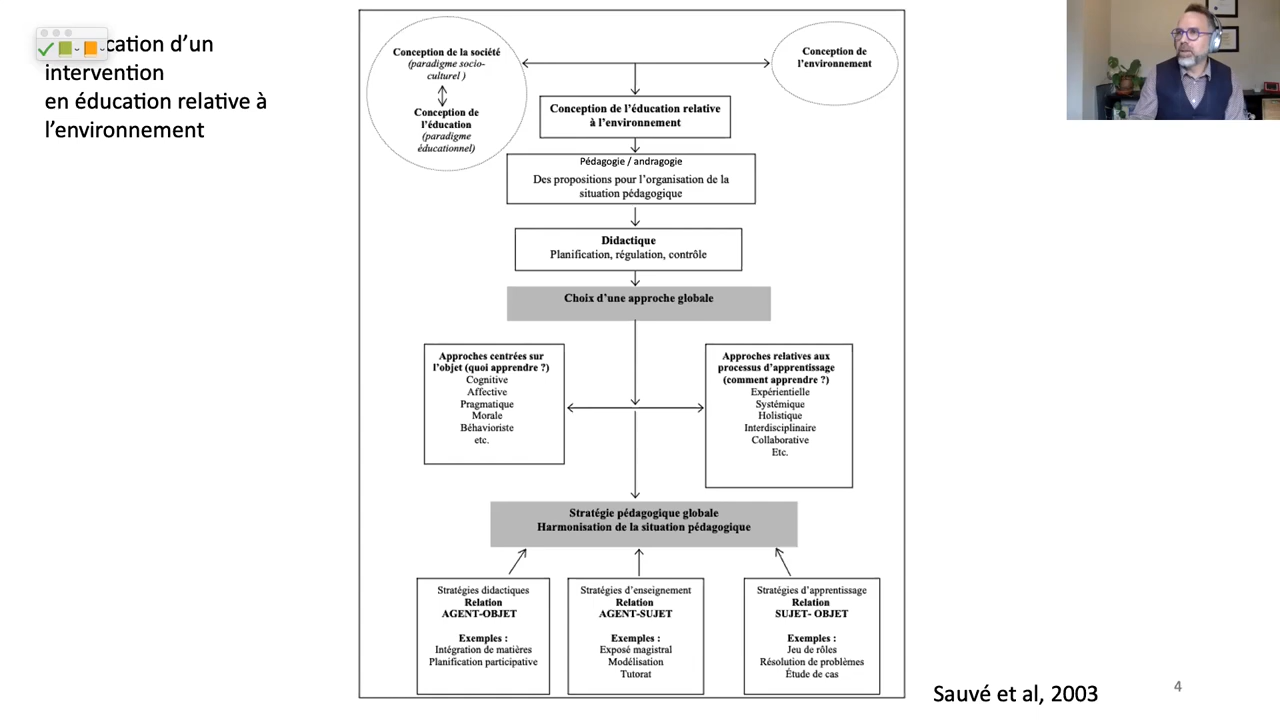 cation d’un
intervention
en éducation relative à
l’environnement
Conception de la société
(paradigme socio-
culturel )
Conception de
l’éducation
(paradigme
éducationnel)
Conception de
l’environnement
Conception de l’éducation relative
à l’environnement
Pédagogie / andragogie
Des propositions pour l’organisation de la
situation pédagogique
Didactique
Planification, régulation, contrôle
Choix d’une approche globale
Approches centrées sur
l’objet (quoi apprendre ?)
Cognitive
Affective
Pragmatique
Morale
Béhavioriste
etc.
Approches relatives aux
processus d’apprentissage
(comment apprendre ?)
Expérientielle
Systémique
Holistique
Interdisciplinaire
Collaborative
Etc.
Stratégie pédagogique globale
Harmonisation de la situation pédagogique
Stratégies didactiques
Relation
AGENT-OBJET
Exemples :
Intégration de matières
Planification participative
Stratégies d’enseignement
Relation
AGENT-SUJET
Exemples :
Exposé magistral
Modélisation
Tutorat
Stratégies d’apprentissage
Relation
SUJET- OBJET
Exemples :
Jeu de rôles
Résolution de problèmes
Étude de cas
Sauvé et al, 2003
4